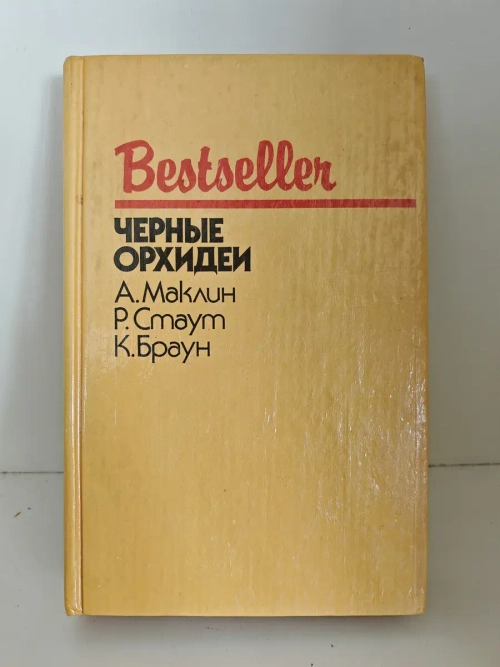 Bestseller
ЧЕРНЫЕ
ОРХИДЕИ
А. Маклин
Р. Стаут
К. Браун